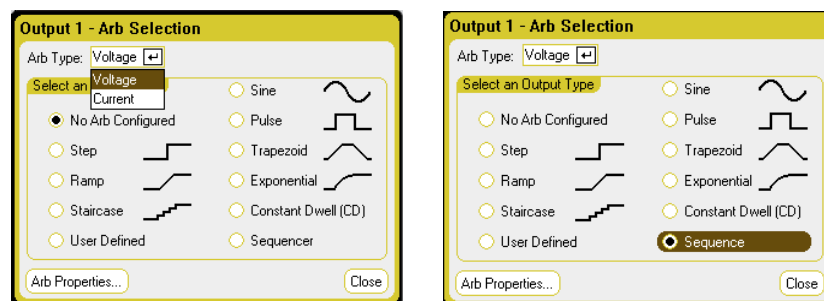 Output 1 - Arb Selection
Arb Type: Voltage
Voltage
Current
Select an
Sine
No Arb Configured
Pulse
Step
Trapezoid
Ramp
Exponential
Staircase
Constant Dwell (CD)
User Defined
Sequencer
Arb Properties...
Close
Output 1 - Arb Selection
Arb Type: Voltage
Select an Output Type
Sine
No Arb Configured
Pulse
Step
Trapezoid
Ramp
Exponential
Staircase
Constant Dwell (CD)
User Defined
Sequence
Arb Properties...
Close